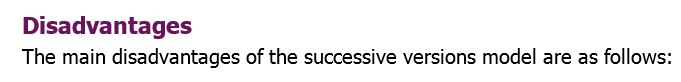 Disadvantages
The main disadvantages of the successive versions model are as follows: